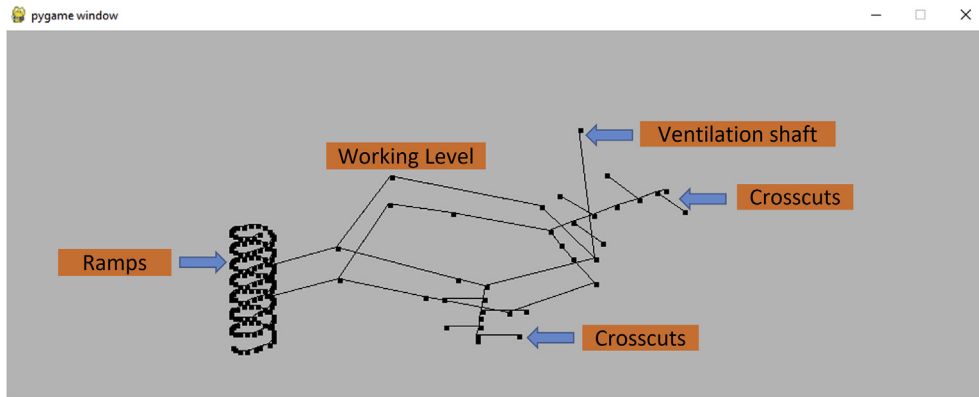 pygame window
Ventilation shaft
Working Level
Crosscuts
Ramps
Crosscuts